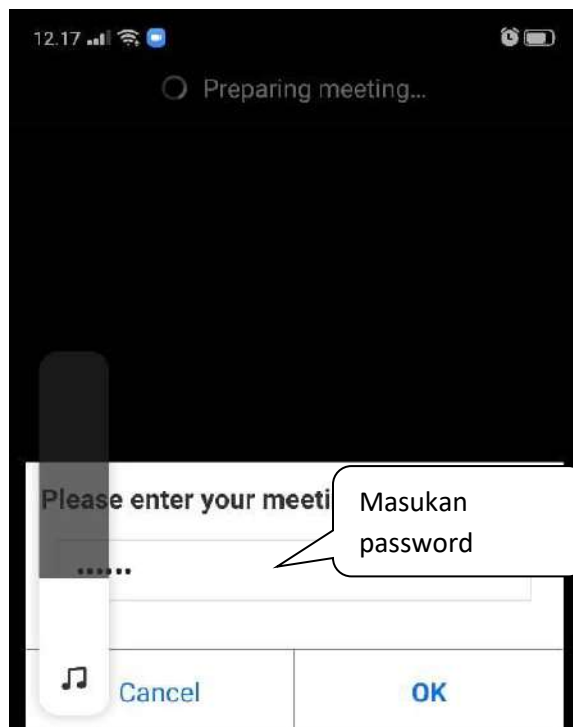 12.17
Preparing meeting...
Please enter your meeti
Masukan
password
......
Cancel
OK